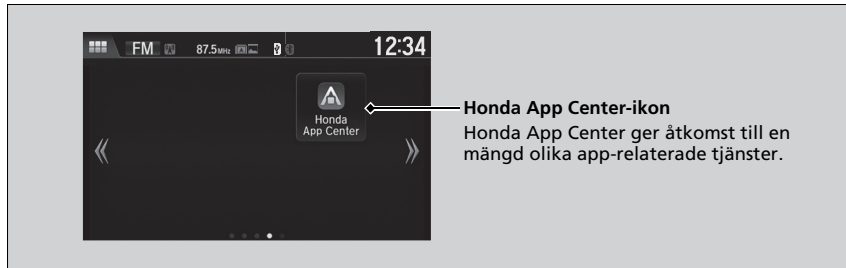 FM 87.5MHz 12:34
Honda
App Center
Honda App Center-ikon
Honda App Center ger åtkomst till en
mängd olika app-relaterade tjänster.